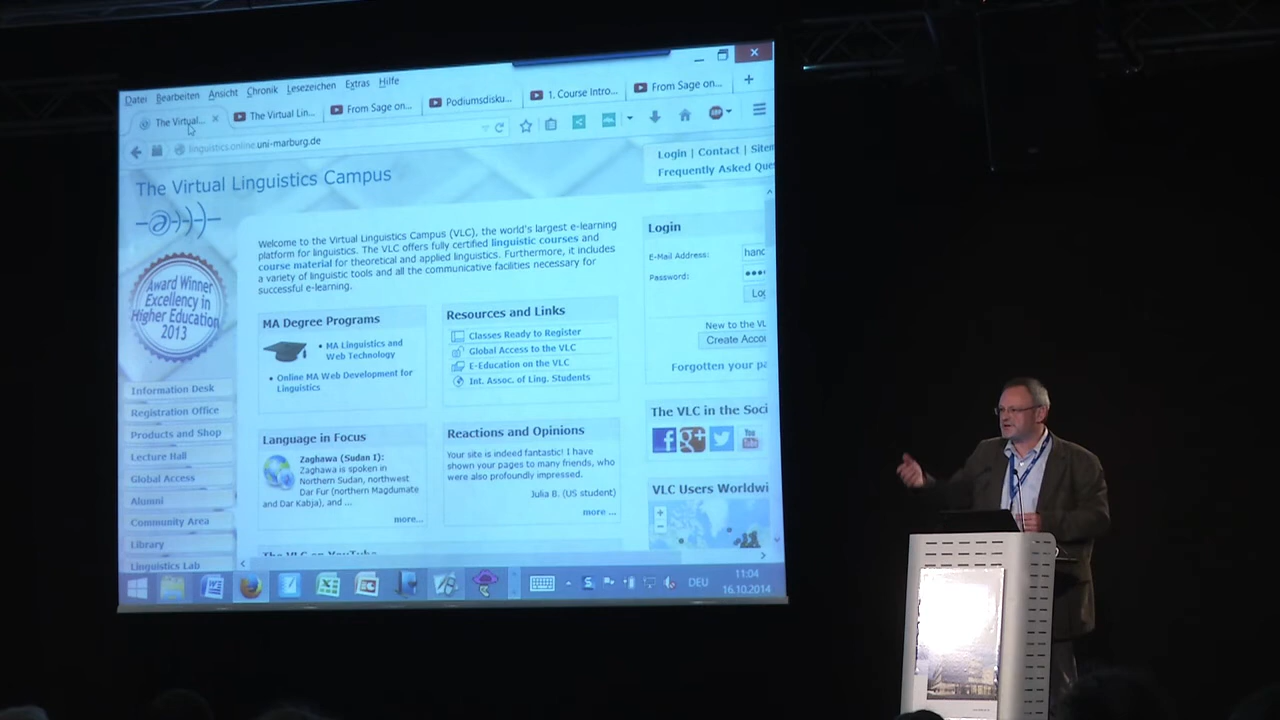 Datei Bearbeiten Ansicht Chronik Lesezeichen Extras Hilfe
The Virtual... The Virtual Lin... From Sage on... Podiumsdisku... 1. Course Intro... From Sage on...
linguistics.online.uni-marburg.de
ABP
Login | Contact | Sitem
Frequently Asked Que
The Virtual Linguistics Campus
Award Winner
Excellency in
Higher Education
2013
Welcome to the Virtual Linguistics Campus (VLC), the world's largest e-learning
platform for linguistics. The VLC offers fully certified linguistic courses and
course material for theoretical and applied linguistics. Furthermore, it includes
a variety of linguistic tools and all the communicative facilities necessary for
successful e-learning.
Login
E-Mail Address: hand
Password:
Log
New to the VL
Create Accou
Forgotten your pa
MA Degree Programs
• MA Linguistics and
Web Technology
• Online MA Web Development for
Linguistics
Resources and Links
Classes Ready to Register
Global Access to the VLC
E-Education on the VLC
Int. Assoc. of Ling. Students
Information Desk
Registration Office
Products and Shop
Lecture Hall
Global Access
Alumni
Community Area
Library
Linguistics Lab
Language in Focus
Zaghawa (Sudan I):
Zaghawa is spoken in
Northern Sudan, northwest
Dar Fur (northern Magdumate
and Dar Kabja), and ...
more...
Reactions and Opinions
Your site is indeed fantastic! I have
shown your pages to many friends, who
were also profoundly impressed.
Julia B. (US student)
more ...
The VLC in the Soci
f g+ You Tube
VLC Users Worldwi
The VLC on YouTube
DEU
11:04
16.10.2014